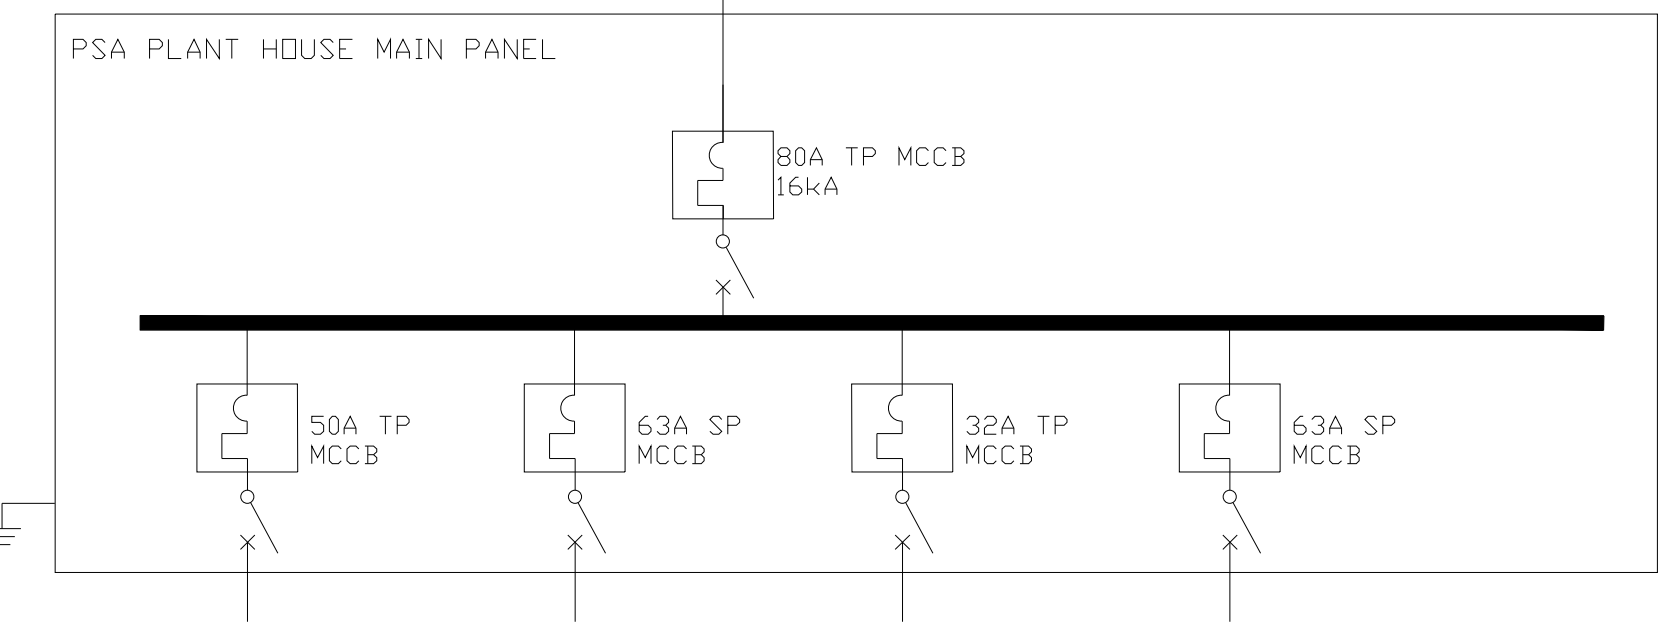 PSA PLANT HOUSE MAIN PANEL
80A TP MCCB
16kA
50A TP
MCCB
63A SP
MCCB
32A TP
MCCB
63A SP
MCCB